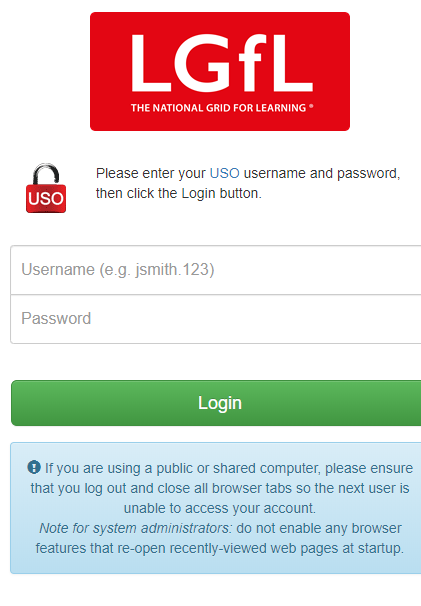 LGfL
THE NATIONAL GRID FOR LEARNING ®
Please enter your USO username and password,
then click the Login button.
USO
Username (e.g. jsmith.123)
Password
Login
If you are using a public or shared computer, please ensure
that you log out and close all browser tabs so the next user is
unable to access your account.
Note for system administrators: do not enable any browser
features that re-open recently-viewed web pages at startup.